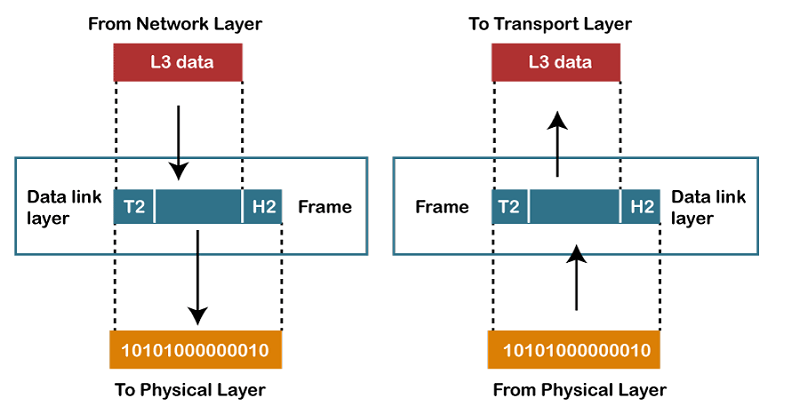 From Network Layer
L3 data
Data link
layer
T2
H2
Frame
10101000000010
To Physical Layer
To Transport Layer
L3 data
Frame
T2
H2
Data link
layer
10101000000010
From Physical Layer